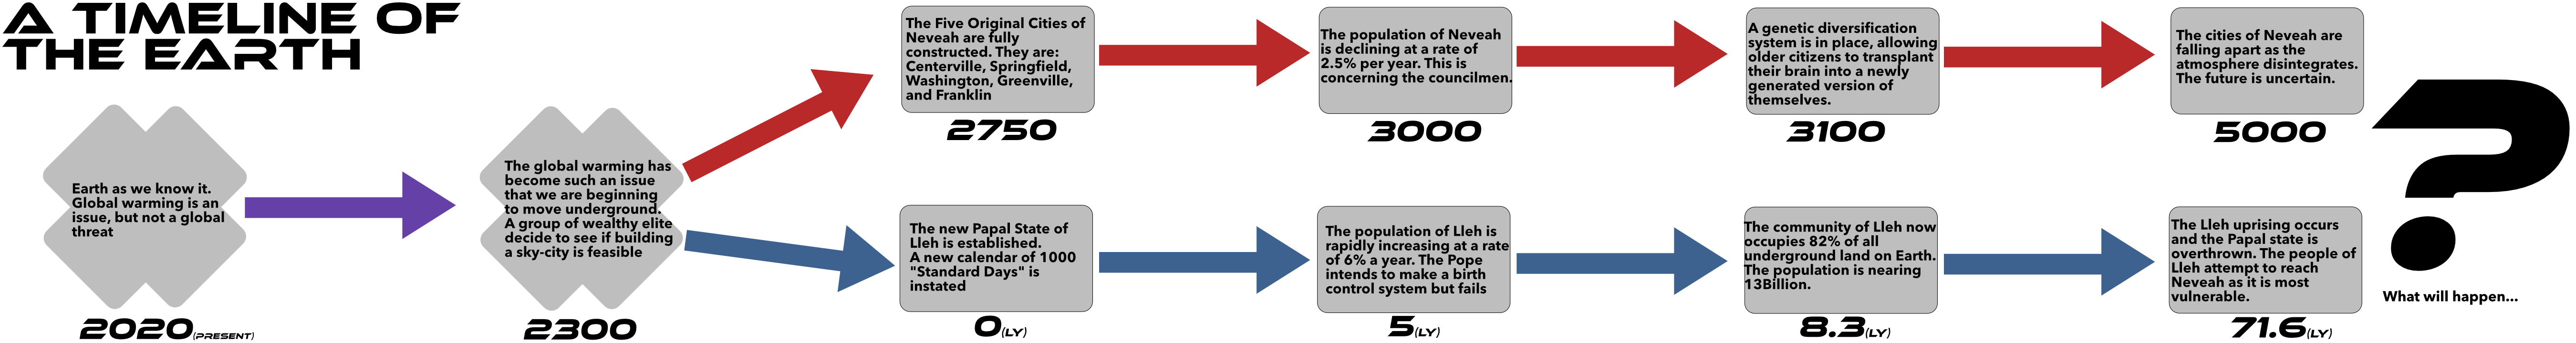 A TIMELINE OF
THE EARTH
Earth as we know it.
Global warming is an
issue, but not a global
threat
2020(PRESENT)
The global warming has
become such an issue
that we are beginning
to move underground.
A group of wealthy elite
decide to see if building
a sky-city is feasible
2300
The Five Original Cities of
Neveah are fully
constructed. They are:
Centerville, Springfield,
Washington, Greenville,
and Franklin
2750
The population of Neveah
is declining at a rate of
2.5% per year. This is
concerning the councilmen.
3000
A genetic diversification
system is in place, allowing
older citizens to transplant
their brain into a newly
generated version of
themselves.
3100
The cities of Neveah are
falling apart as the
atmosphere disintegrates.
The future is uncertain.
5000
The new Papal State of
Lleh is established.
A new calendar of 1000
"Standard Days" is
instated
0(LY)
The population of Lleh is
rapidly increasing at a rate
of 6% a year. The Pope
intends to make a birth
control system but fails
5(LY)
The community of Lleh now
occupies 82% of all
underground land on Earth.
The population is nearing
13Billion.
8.3(LY)
The Lleh uprising occurs
and the Papal state is
overthrown. The people of
Lleh attempt to reach
Neveah as it is most
vulnerable.
71.6(LY)
?
What will happen...